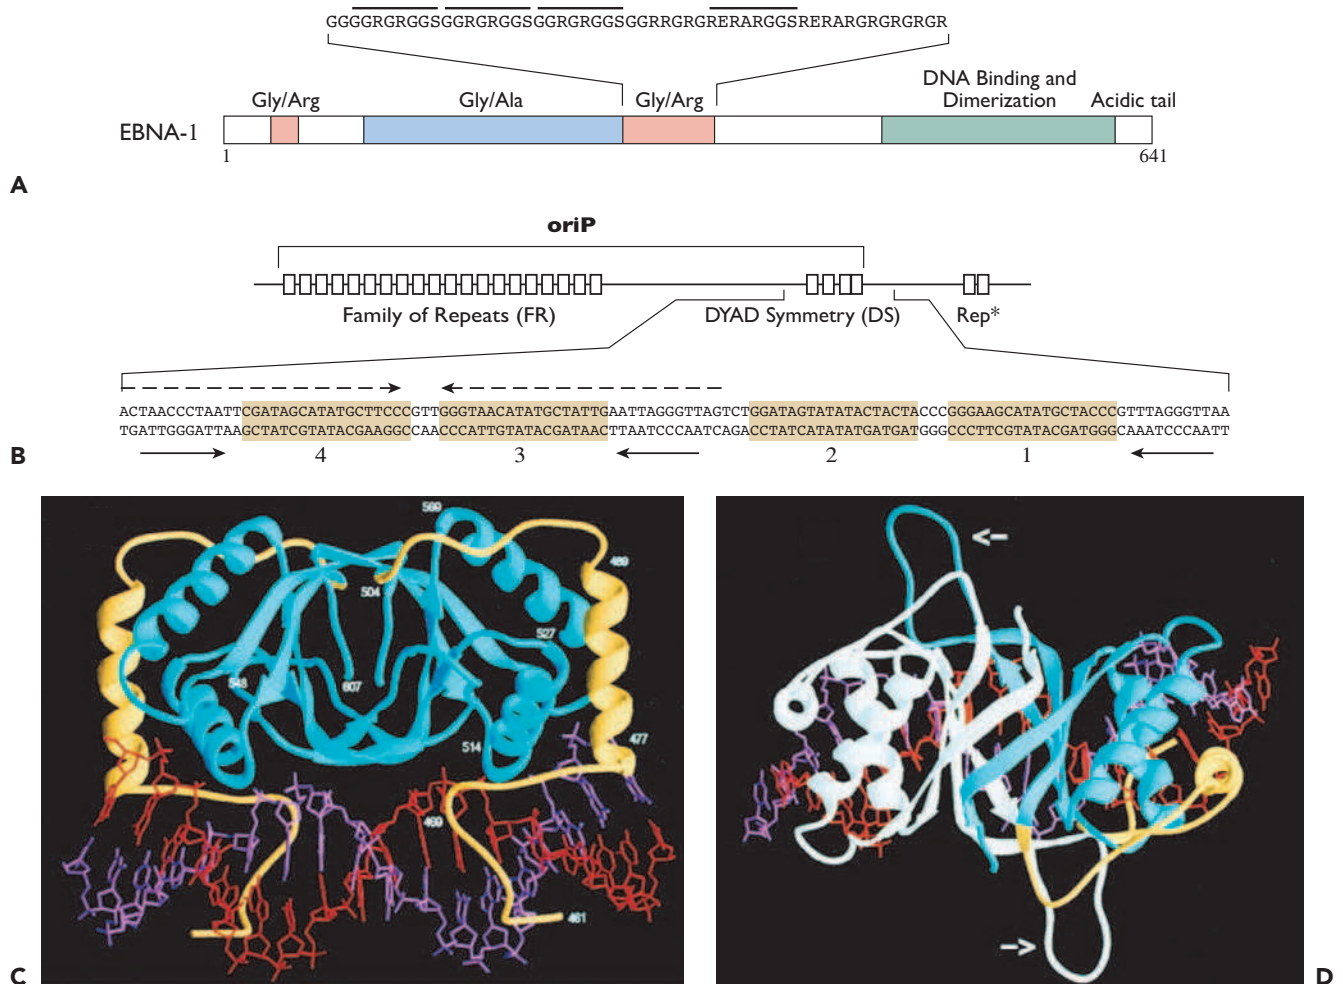 GGGGRGRGGSGGRGRGGSGGRGRGGSGGRRGRGRERARGGSRERARGRGRGRGR
DNA Binding and
Gly/Arg Gly/Ala Gly/Arg Dimerization Acidic tail
EBNA-1
1 641
A
oriP
Family of Repeats (FR) DYAD Symmetry (DS) Rep*
ACTAACCCTAATTCGATAGCATATGCTTCCCGTTGGGTAACATATGCTATTGAATTAGGGTTAGTCTGGATAGTATATACTACTACCCGGGAAGCATATGCTACCCGTTTAGGGTTAA
TGATTGGGATTAAGCTATCGTATACGAAGGGCAACCCATTGTATACGATAACTTAATCCCAATCAGACCTATCATATATGATGATGGGCCCTTCGTATACGATGGGCAAATCCCAATT
B 4 3 2 1
569
489
504
527
548
607
514
477
469
461
C D